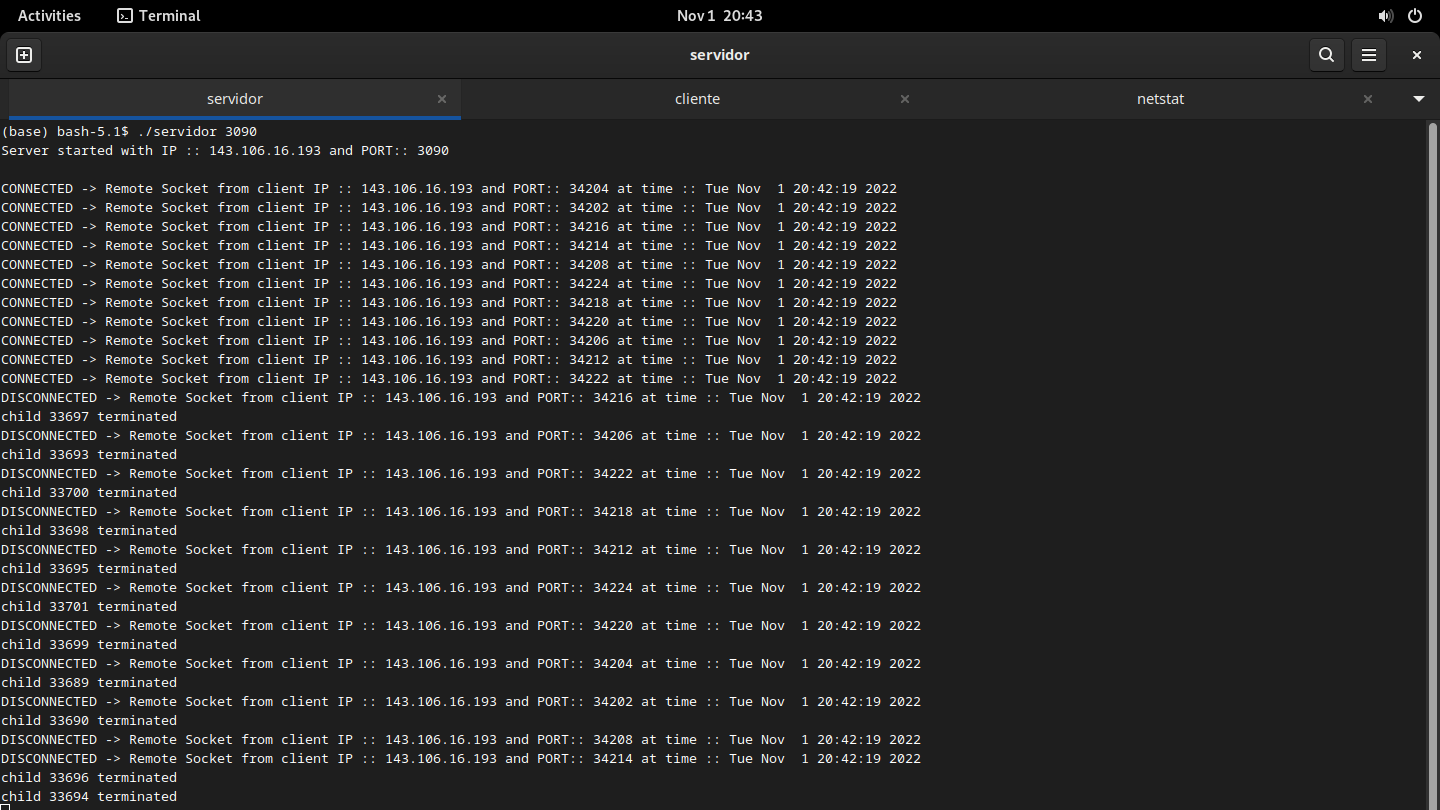 Activities Terminal Nov 1 20:43
servidor
servidor cliente netstat
(base) bash-5.1$ ./servidor 3090
Server started with IP :: 143.106.16.193 and PORT:: 3090
CONNECTED -> Remote Socket from client IP :: 143.106.16.193 and PORT:: 34204 at time :: Tue Nov  1 20:42:19 2022
CONNECTED -> Remote Socket from client IP :: 143.106.16.193 and PORT:: 34202 at time :: Tue Nov  1 20:42:19 2022
CONNECTED -> Remote Socket from client IP :: 143.106.16.193 and PORT:: 34216 at time :: Tue Nov  1 20:42:19 2022
CONNECTED -> Remote Socket from client IP :: 143.106.16.193 and PORT:: 34214 at time :: Tue Nov  1 20:42:19 2022
CONNECTED -> Remote Socket from client IP :: 143.106.16.193 and PORT:: 34208 at time :: Tue Nov  1 20:42:19 2022
CONNECTED -> Remote Socket from client IP :: 143.106.16.193 and PORT:: 34224 at time :: Tue Nov  1 20:42:19 2022
CONNECTED -> Remote Socket from client IP :: 143.106.16.193 and PORT:: 34218 at time :: Tue Nov  1 20:42:19 2022
CONNECTED -> Remote Socket from client IP :: 143.106.16.193 and PORT:: 34220 at time :: Tue Nov  1 20:42:19 2022
CONNECTED -> Remote Socket from client IP :: 143.106.16.193 and PORT:: 34206 at time :: Tue Nov  1 20:42:19 2022
CONNECTED -> Remote Socket from client IP :: 143.106.16.193 and PORT:: 34212 at time :: Tue Nov  1 20:42:19 2022
CONNECTED -> Remote Socket from client IP :: 143.106.16.193 and PORT:: 34222 at time :: Tue Nov  1 20:42:19 2022
DISCONNECTED -> Remote Socket from client IP :: 143.106.16.193 and PORT:: 34216 at time :: Tue Nov  1 20:42:19 2022
child 33697 terminated
DISCONNECTED -> Remote Socket from client IP :: 143.106.16.193 and PORT:: 34206 at time :: Tue Nov  1 20:42:19 2022
child 33693 terminated
DISCONNECTED -> Remote Socket from client IP :: 143.106.16.193 and PORT:: 34222 at time :: Tue Nov  1 20:42:19 2022
child 33700 terminated
DISCONNECTED -> Remote Socket from client IP :: 143.106.16.193 and PORT:: 34218 at time :: Tue Nov  1 20:42:19 2022
child 33698 terminated
DISCONNECTED -> Remote Socket from client IP :: 143.106.16.193 and PORT:: 34212 at time :: Tue Nov  1 20:42:19 2022
child 33695 terminated
DISCONNECTED -> Remote Socket from client IP :: 143.106.16.193 and PORT:: 34224 at time :: Tue Nov  1 20:42:19 2022
child 33701 terminated
DISCONNECTED -> Remote Socket from client IP :: 143.106.16.193 and PORT:: 34220 at time :: Tue Nov  1 20:42:19 2022
child 33699 terminated
DISCONNECTED -> Remote Socket from client IP :: 143.106.16.193 and PORT:: 34204 at time :: Tue Nov  1 20:42:19 2022
child 33689 terminated
DISCONNECTED -> Remote Socket from client IP :: 143.106.16.193 and PORT:: 34202 at time :: Tue Nov  1 20:42:19 2022
child 33690 terminated
DISCONNECTED -> Remote Socket from client IP :: 143.106.16.193 and PORT:: 34208 at time :: Tue Nov  1 20:42:19 2022
DISCONNECTED -> Remote Socket from client IP :: 143.106.16.193 and PORT:: 34214 at time :: Tue Nov  1 20:42:19 2022
child 33696 terminated
child 33694 terminated